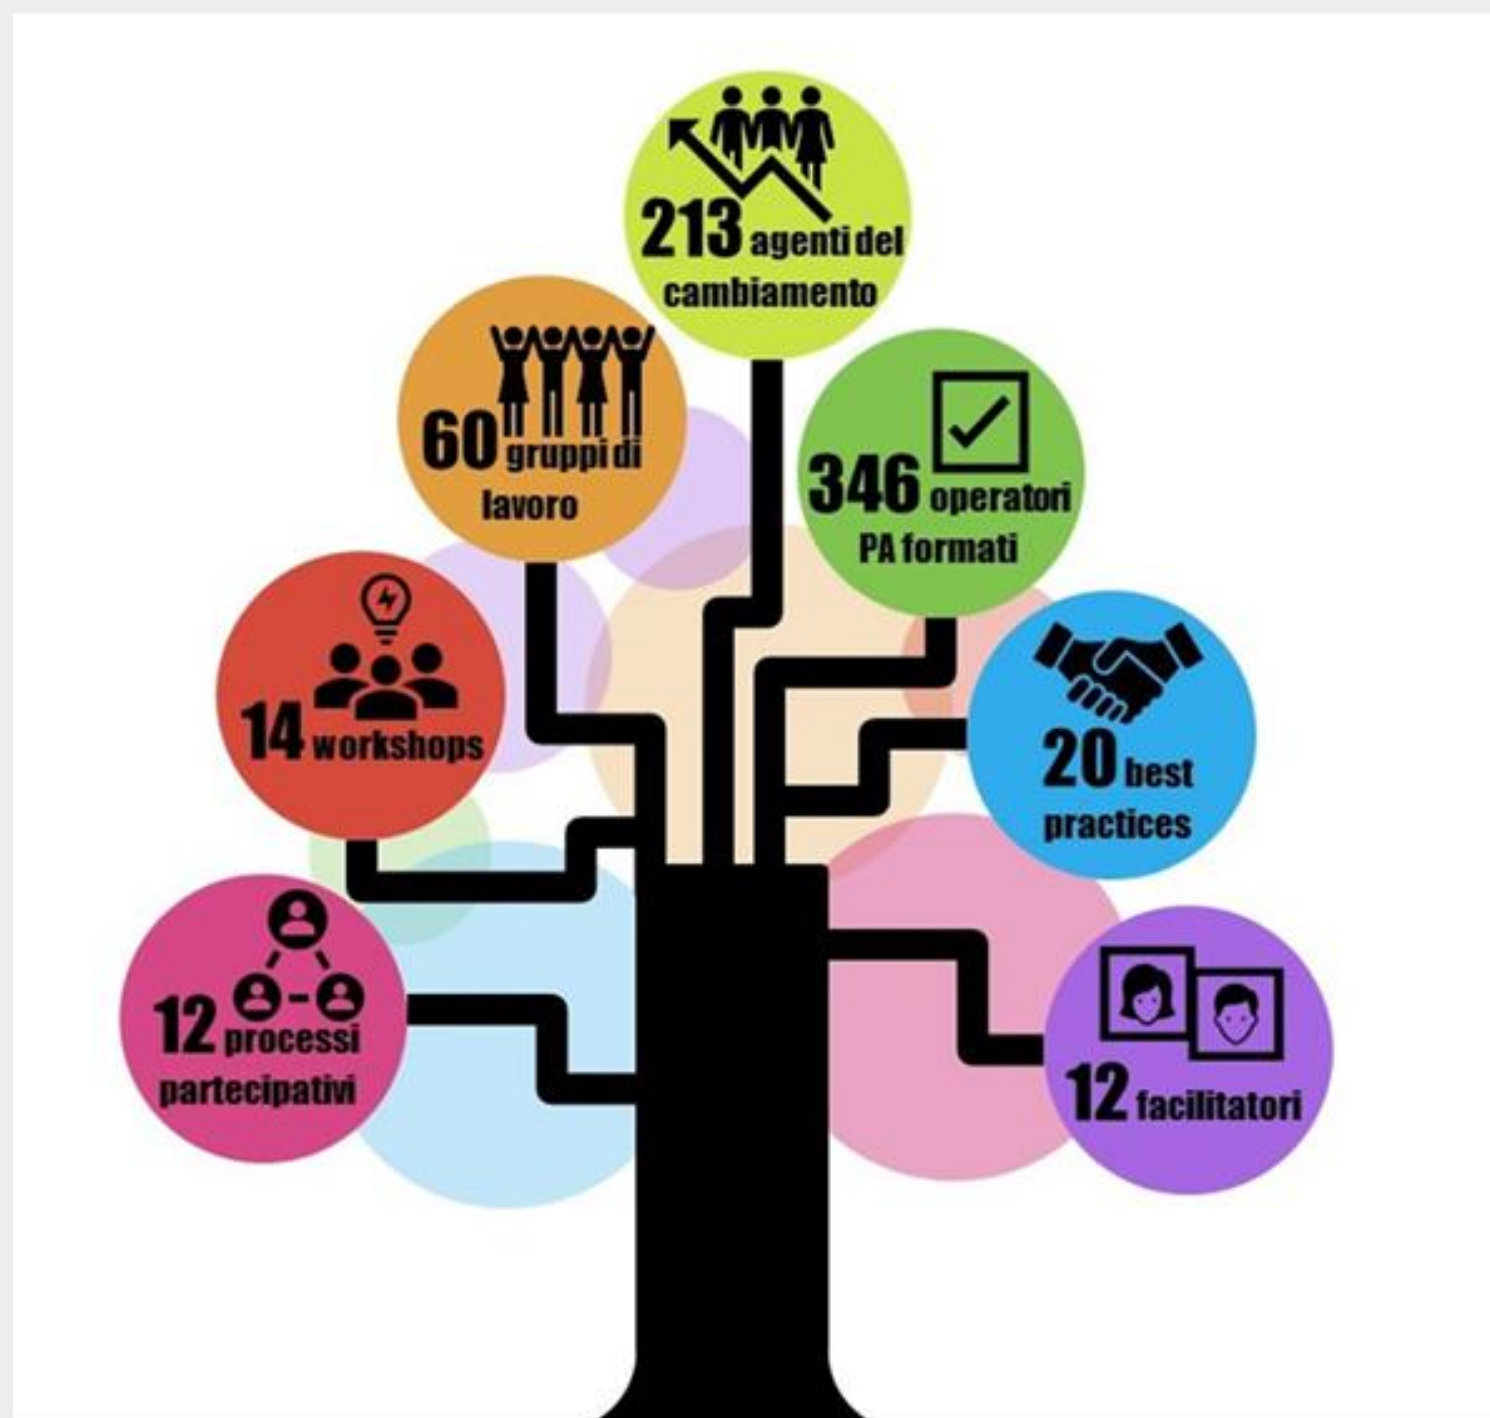 213 agenti del
cambiamento
60 gruppi di
lavoro
346 operatori
PA formati
14 workshops
20 best
practices
12 processi
partecipativi
12 facilitatori